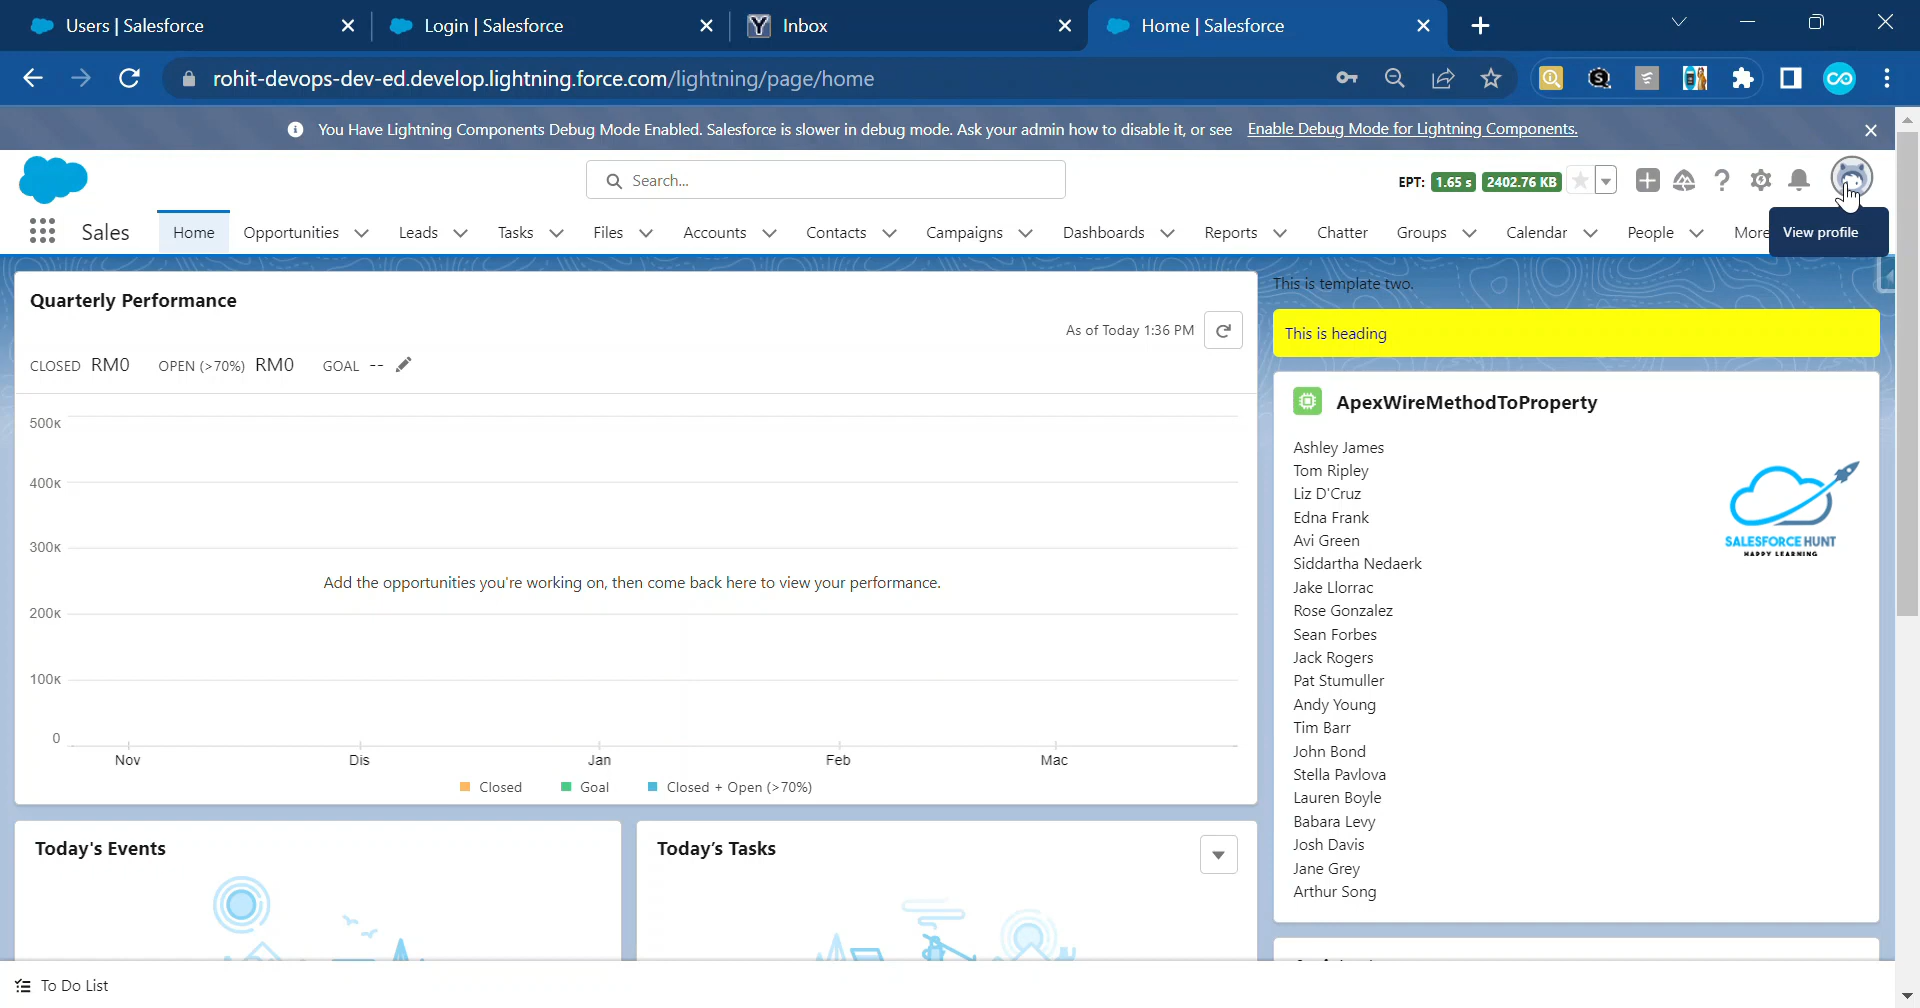 Users | Salesforce
Login | Salesforce
Inbox
Home | Salesforce
rohit-devops-dev-ed.develop.lightning.force.com/lightning/page/home
You Have Lightning Components Debug Mode Enabled. Salesforce is slower in debug mode. Ask your admin how to disable it, or see Enable Debug Mode for Lightning Components.
Search...
EPT: 1.65 s 2402.76 KB
Sales
Home
Opportunities
Leads
Tasks
Files
Accounts
Contacts
Campaigns
Dashboards
Reports
Chatter
Groups
Calendar
People
More
View profile
Quarterly Performance
As of Today 1:36 PM
CLOSED RM0 OPEN (>70%) RM0 GOAL --
500K
400K
300K
200K
100K
0
Add the opportunities you're working on, then come back here to view your performance.
Nov Dis Jan Feb Mac
Closed Goal Closed + Open (>70%)
Today's Events
Today's Tasks
This is template two.
This is heading
ApexWireMethodToProperty
Ashley James
Tom Ripley
Liz D'Cruz
Edna Frank
Avi Green
Siddartha Nedaerk
Jake Llorrac
Rose Gonzalez
Sean Forbes
Jack Rogers
Pat Stumuller
Andy Young
Tim Barr
John Bond
Stella Pavlova
Lauren Boyle
Babara Levy
Josh Davis
Jane Grey
Arthur Song
SALESFORCE HUNT
HAPPY LEARNING
To Do List